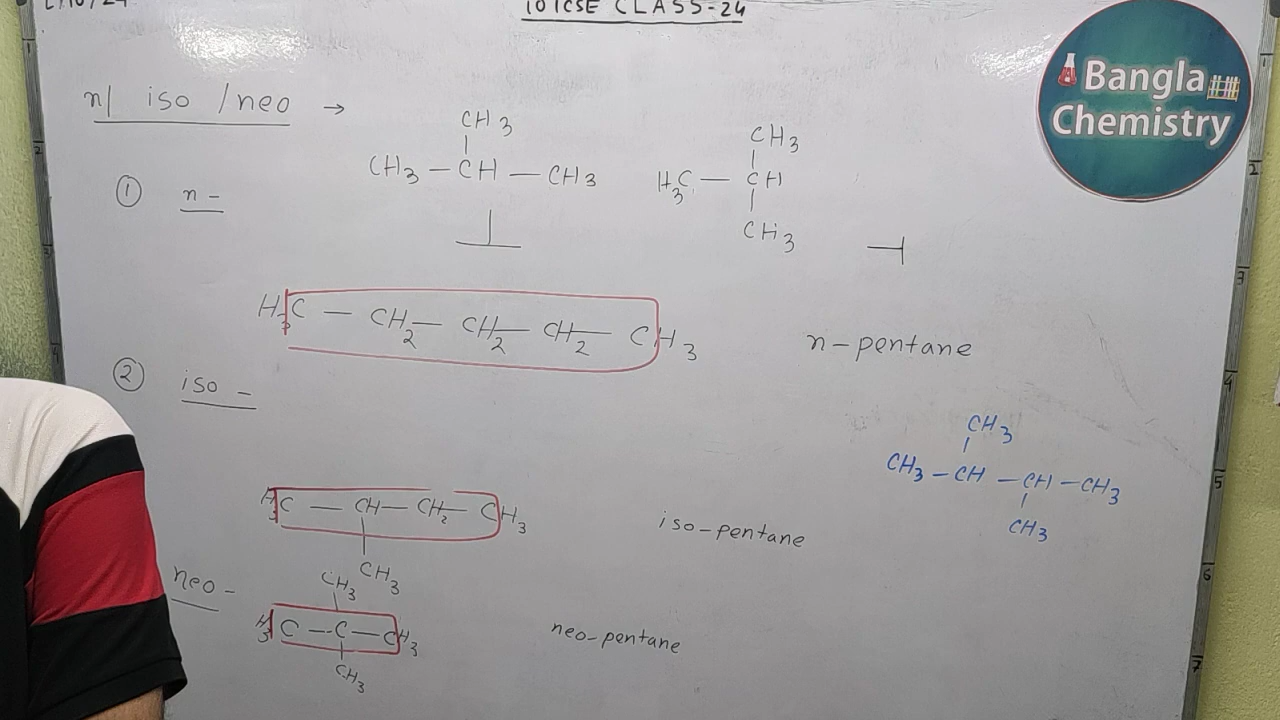 IGICSE CLASS-24
Bangla
Chemistry
n/ iso /neo →
CH3
CH3 — CH — CH3
CH3
H3C — CH
CH3
① n -
H3C — CH2 — CH2 — CH2 — CH3
n-pentane
② iso -
CH3
CH3 — CH — CH — CH3
CH3
H3C — CH — CH2 — CH3
CH3
iso-pentane
neo -
CH3
H3C — C — CH3
CH3
neo-pentane